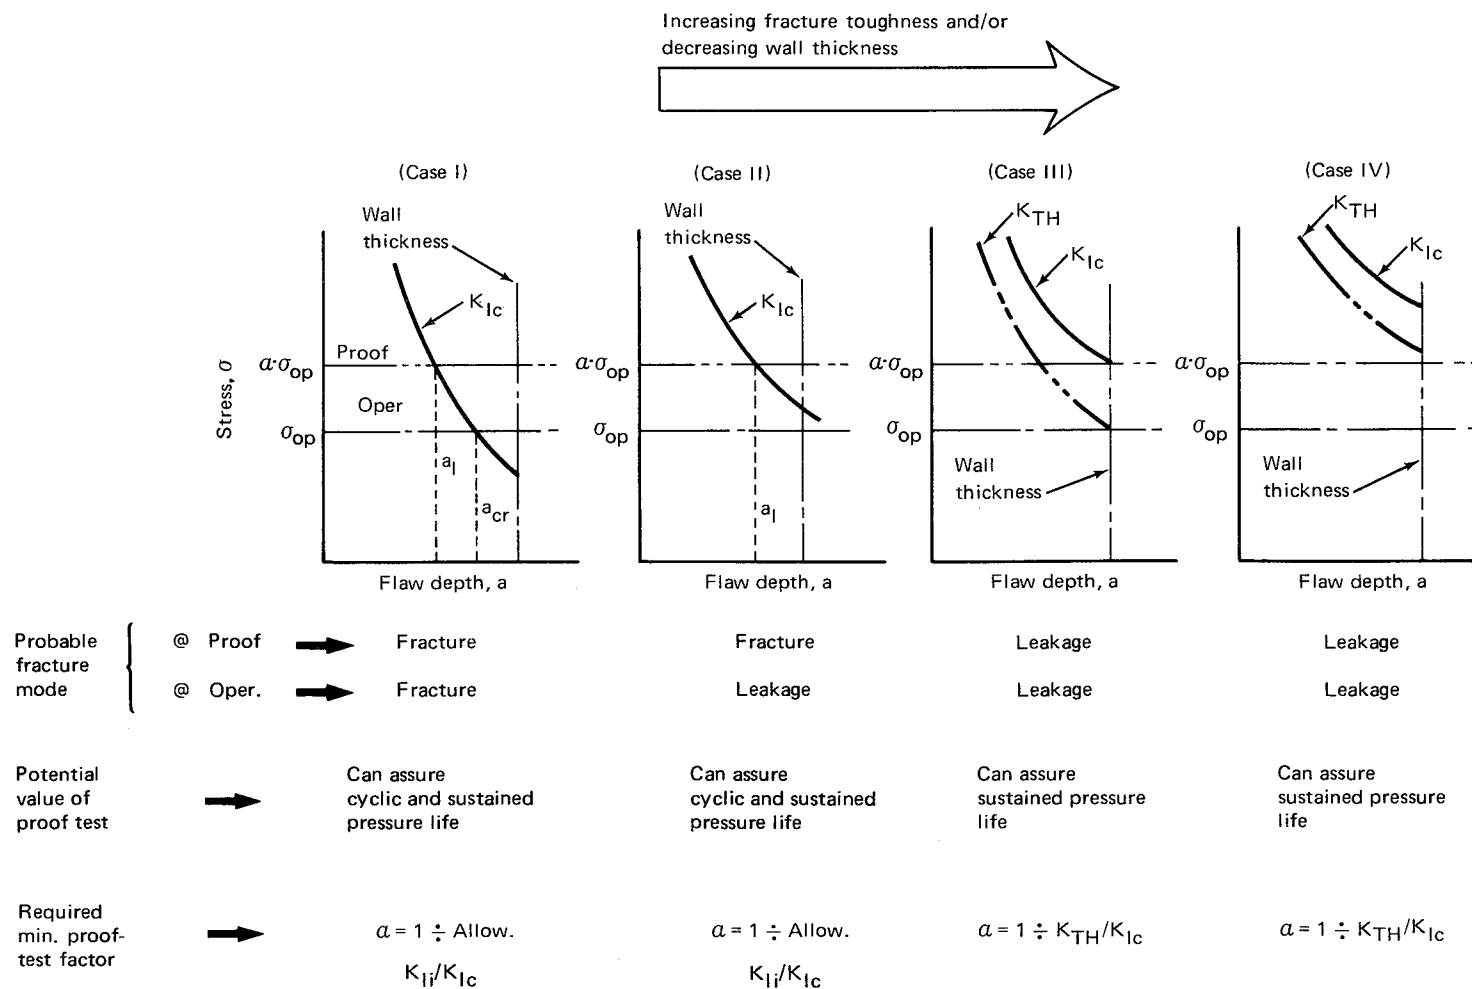 Increasing fracture toughness and/or
decreasing wall thickness
(Case I)
(Case II)
(Case III)
(Case IV)
Wall
thickness
K_Ic
Proof
α·σ_op
Stress, σ
Oper
σ_op
a_I
a_cr
Flaw depth, a
Wall
thickness
K_Ic
α·σ_op
σ_op
a_I
Flaw depth, a
K_TH
K_Ic
α·σ_op
σ_op
Wall
thickness
Flaw depth, a
K_TH
K_Ic
α·σ_op
σ_op
Wall
thickness
Flaw depth, a
Probable
fracture
mode
@ Proof
Fracture
Fracture
Leakage
Leakage
@ Oper.
Fracture
Leakage
Leakage
Leakage
Potential
value of
proof test
Can assure
cyclic and sustained
pressure life
Can assure
cyclic and sustained
pressure life
Can assure
sustained pressure
life
Can assure
sustained pressure
life
Required
min. proof-
test factor
α = 1 ÷ Allow.
K_Ii/K_Ic
α = 1 ÷ Allow.
K_Ii/K_Ic
α = 1 ÷ K_TH/K_Ic
α = 1 ÷ K_TH/K_Ic